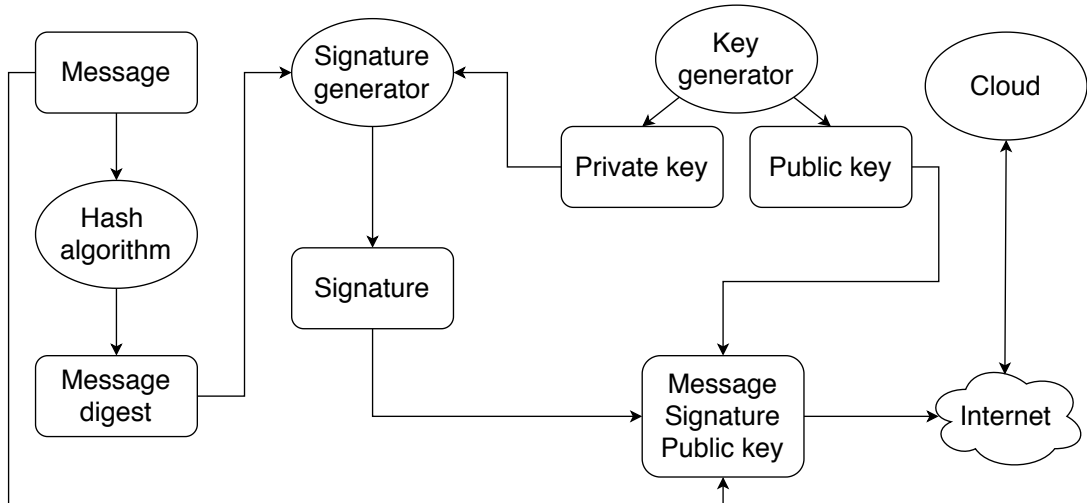 Message
Signature
generator
Key
generator
Cloud
Private key
Public key
Hash
algorithm
Signature
Message
digest
Message
Signature
Public key
Internet